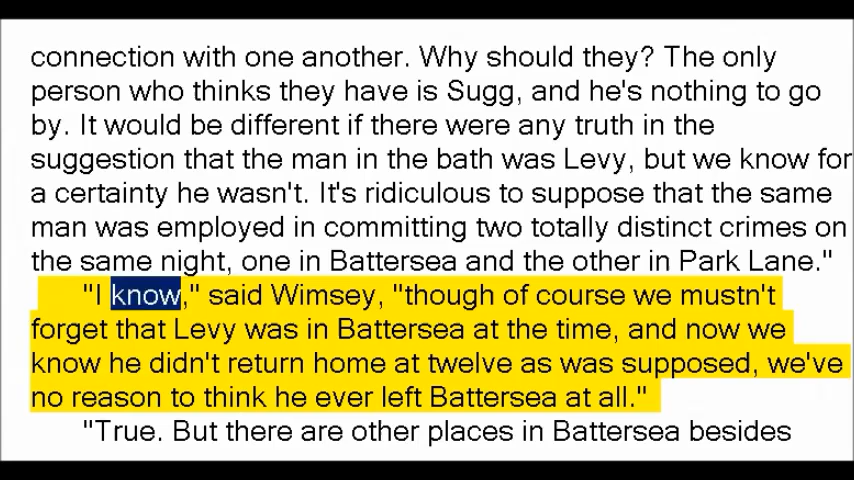 connection with one another. Why should they? The only
person who thinks they have is Sugg, and he's nothing to go
by. It would be different if there were any truth in the
suggestion that the man in the bath was Levy, but we know for
a certainty he wasn't. It's ridiculous to suppose that the same
man was employed in committing two totally distinct crimes on
the same night, one in Battersea and the other in Park Lane."
"I know," said Wimsey, "though of course we mustn't
forget that Levy was in Battersea at the time, and now we
know he didn't return home at twelve as was supposed, we've
no reason to think he ever left Battersea at all."
"True. But there are other places in Battersea besides